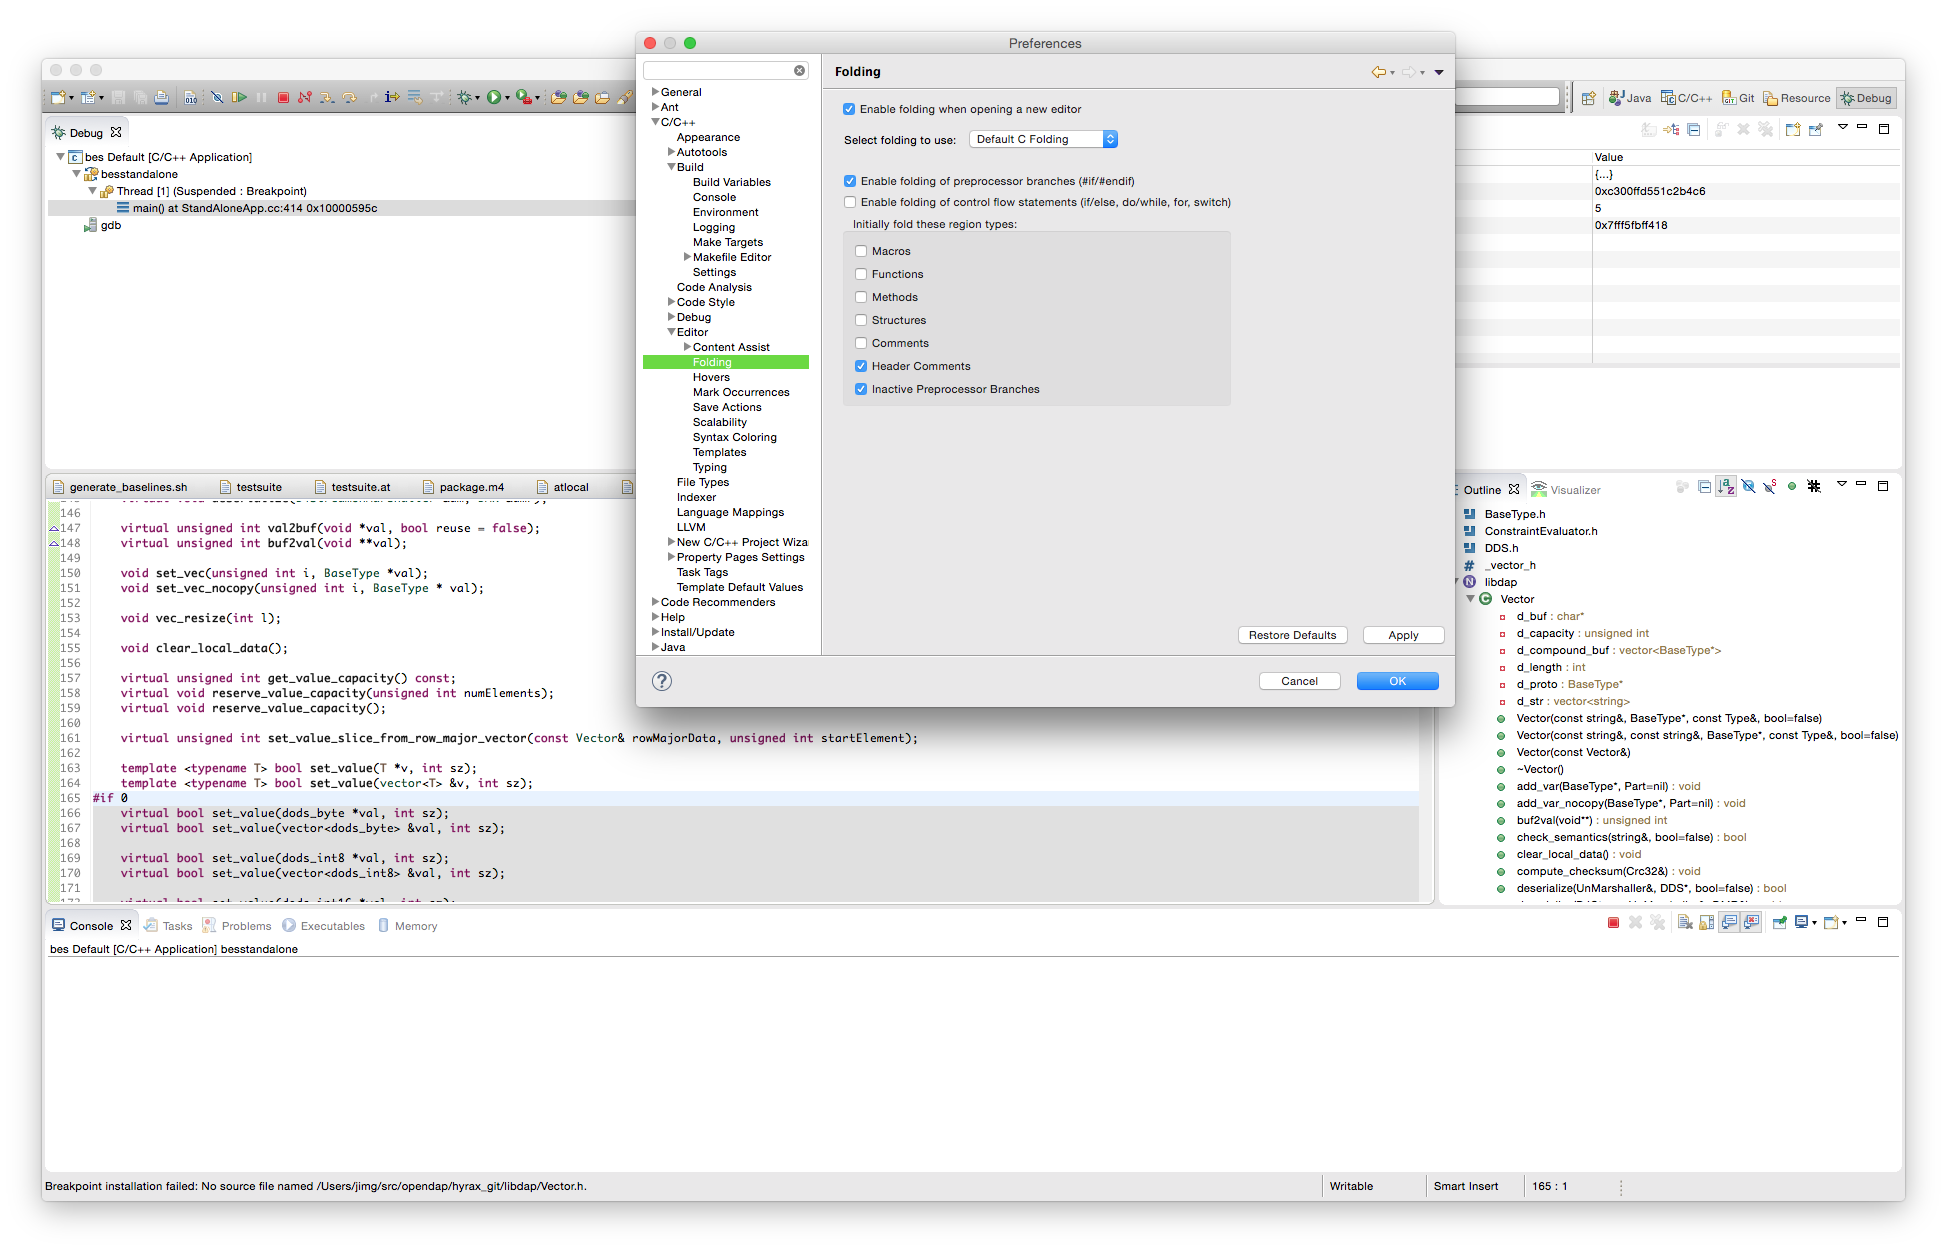 Preferences
Folding
General
Ant
C/C++
Appearance
Autotools
Build
Build Variables
Console
Environment
Logging
Make Targets
Makefile Editor
Settings
Code Analysis
Code Style
Debug
Editor
Content Assist
Folding
Hovers
Mark Occurrences
Save Actions
Scalability
Syntax Coloring
Templates
Typing
File Types
Indexer
Language Mappings
LLVM
New C/C++ Project Wiza
Property Pages Settings
Task Tags
Template Default Values
Code Recommenders
Help
Install/Update
Java
Enable folding when opening a new editor
Select folding to use: Default C Folding
Enable folding of preprocessor branches (#if/#endif)
Enable folding of control flow statements (if/else, do/while, for, switch)
Initially fold these region types:
Macros
Functions
Methods
Structures
Comments
Header Comments
Inactive Preprocessor Branches
Restore Defaults Apply
? Cancel OK
010
Java C/C++ Git Resource Debug
Debug
bes Default [C/C++ Application]
besstandalone
Thread [1] (Suspended : Breakpoint)
main() at StandAloneApp.cc:414 0x10000595c
gdb
Value
{...}
0xc300ffd551c2b4c6
5
0x7fff5fbff418
generate_baselines.sh testsuite testsuite.at package.m4 atlocal
146
147 virtual unsigned int val2buf(void *val, bool reuse = false);
148 virtual unsigned int buf2val(void **val);
149
150 void set_vec(unsigned int i, BaseType *val);
151 void set_vec_nocopy(unsigned int i, BaseType * val);
152
153 void vec_resize(int l);
154
155 void clear_local_data();
156
157 virtual unsigned int get_value_capacity() const;
158 virtual void reserve_value_capacity(unsigned int numElements);
159 virtual void reserve_value_capacity();
160
161 virtual unsigned int set_value_slice_from_row_major_vector(const Vector& rowMajorData, unsigned int startElement);
162
163 template <typename T> bool set_value(T *v, int sz);
164 template <typename T> bool set_value(vector<T> &v, int sz);
165 #if 0
166 virtual bool set_value(dods_byte *val, int sz);
167 virtual bool set_value(vector<dods_byte> &val, int sz);
168
169 virtual bool set_value(dods_int8 *val, int sz);
170 virtual bool set_value(vector<dods_int8> &val, int sz);
171
Outline Visualizer
BaseType.h
ConstraintEvaluator.h
DDS.h
# _vector_h
N libdap
C Vector
d_buf : char*
d_capacity : unsigned int
d_compound_buf : vector<BaseType*>
d_length : int
d_proto : BaseType*
d_str : vector<string>
Vector(const string&, BaseType*, const Type&, bool=false)
Vector(const string&, const string&, BaseType*, const Type&, bool=false)
Vector(const Vector&)
~Vector()
add_var(BaseType*, Part=nil) : void
add_var_nocopy(BaseType*, Part=nil) : void
buf2val(void**) : unsigned int
check_semantics(string&, bool=false) : bool
clear_local_data() : void
compute_checksum(Crc32&) : void
deserialize(UnMarshaller&, DDS*, bool=false) : bool
Console Tasks Problems Executables Memory
bes Default [C/C++ Application] besstandalone
Breakpoint installation failed: No source file named /Users/jimg/src/opendap/hyrax_git/libdap/Vector.h.
Writable Smart Insert 165 : 1